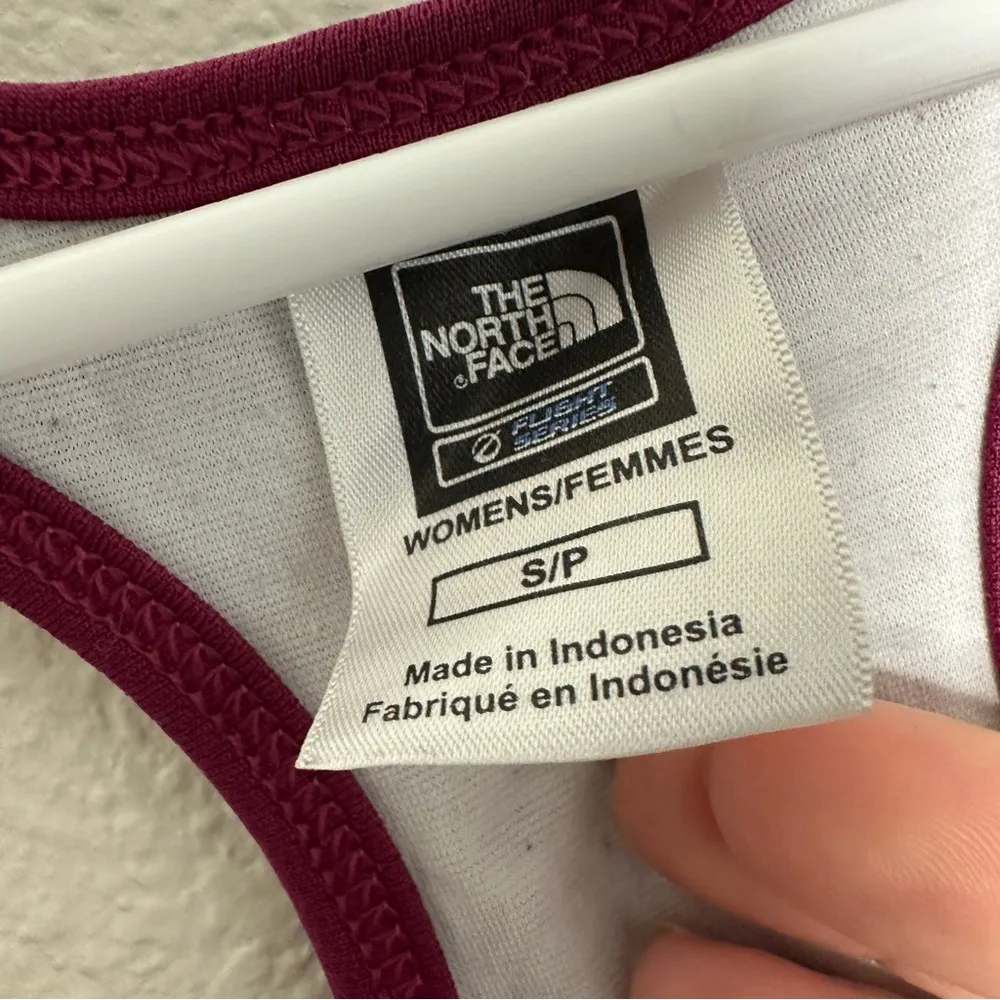 THE
NORTH
FACE
FLIGHT
SERIES
WOMENS/FEMMES
S/P
Made in Indonesia
Fabriqué en Indonésie